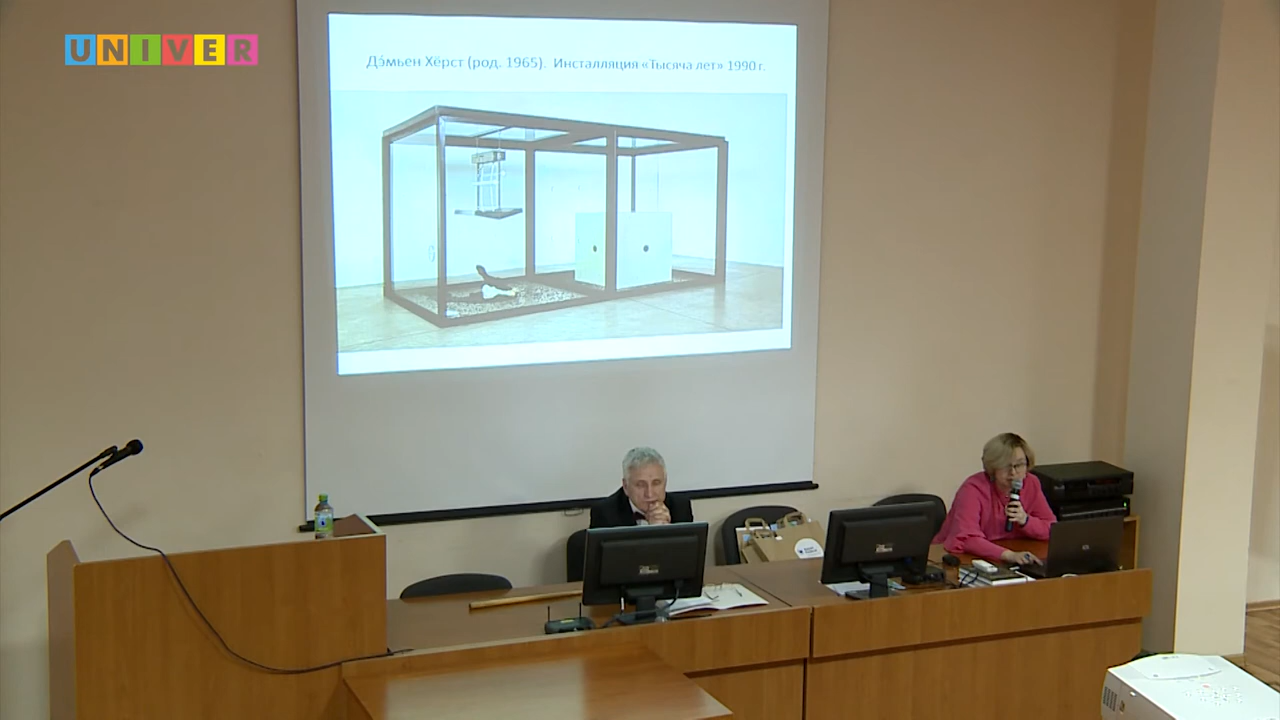 UNIVER
Дэ́мьен Хёрст (род. 1965). Инсталляция «Тысяча лет» 1990 г.